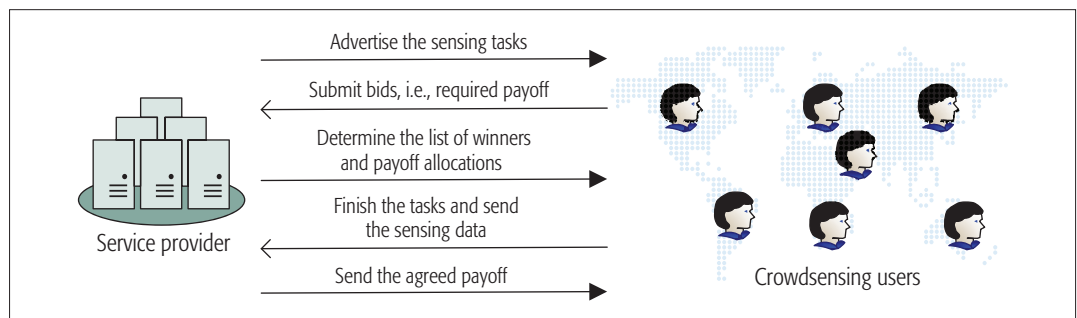 Advertise the sensing tasks
Submit bids, i.e., required payoff
Determine the list of winners
and payoff allocations
Finish the tasks and send
the sensing data
Send the agreed payoff
Service provider
Crowdsensing users